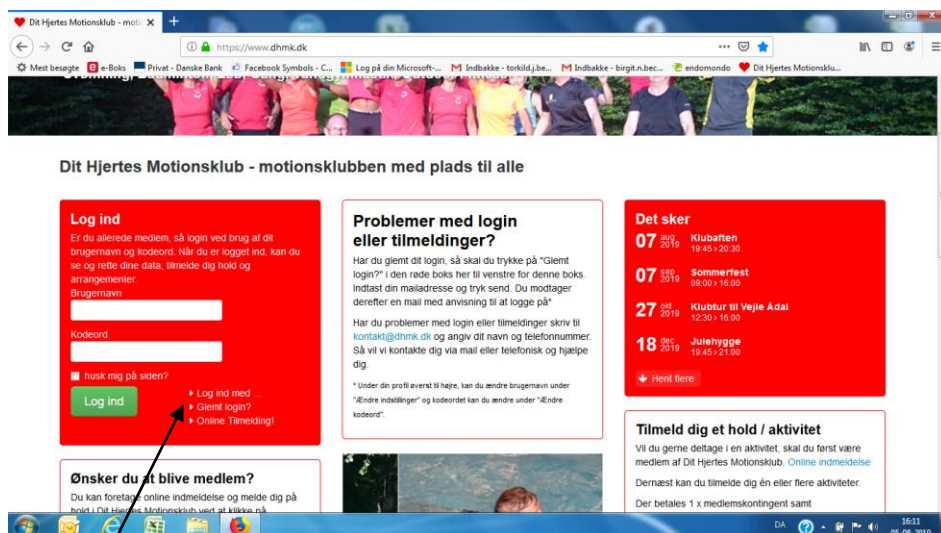 Dit Hjertes Motionsklub - moti
https://www.dhmk.dk
Mest besøgte
e-Boks
Privat - Danske Bank
Facebook Symbols - C...
Log på din Microsoft-...
Indbakke - torkild.j.be...
Indbakke - birgit.n.bec...
endomondo
Dit Hjertes Motionsklu...
Dit Hjertes Motionsklub - motionsklubben med plads til alle
Log ind
Er du allerede medlem, så login ved brug af dit
brugernavn og kodeord. Når du er logget ind, kan du
se og rette dine data, tilmelde dig hold og
arrangementer.
Brugernavn
Kodeord
husk mig på siden?
Log ind
Log ind med ...
Glemt login?
Online Tilmelding!
Ønsker du at blive medlem?
Du kan foretage online indmeldelse og melde dig på
hold i Dit Hjertes Motionsklub ved at klikke på
Problemer med login
eller tilmeldinger?
Har du glemt dit login, så skal du trykke på "Glemt
login?" i den røde boks her til venstre for denne boks.
Indtast din mailadresse og tryk send. Du modtager
derefter en mail med anvisning til at logge på"
Har du problemer med login eller tilmeldinger skriv til
kontakt@dhmk.dk og angiv dit navn og telefonnummer.
Så vil vi kontakte dig via mail eller telefonisk og hjælpe
dig.
* Under din profil øverst til højre, kan du ændre brugernavn under
"Ændre indstillinger" og kodeordet kan du ændre under "Ændre
kodeord".
Det sker
07 aug 2019 Klubaften
19:45 > 20:30
07 sep 2019 Sommerfest
09:00 > 16:00
27 okt 2019 Klubtur til Vejle Ådal
12:30 > 16:00
18 dec 2019 Julehygge
19:45 > 21:00
Hent flere
Tilmeld dig et hold / aktivitet
Vil du gerne deltage i en aktivitet, skal du først være
medlem af Dit Hjertes Motionsklub. Online indmeldelse
Dernæst kan du tilmelde dig én eller flere aktiviteter.
Der betales 1 x medlemskontingent samt
DA
16:11
05-08-2019